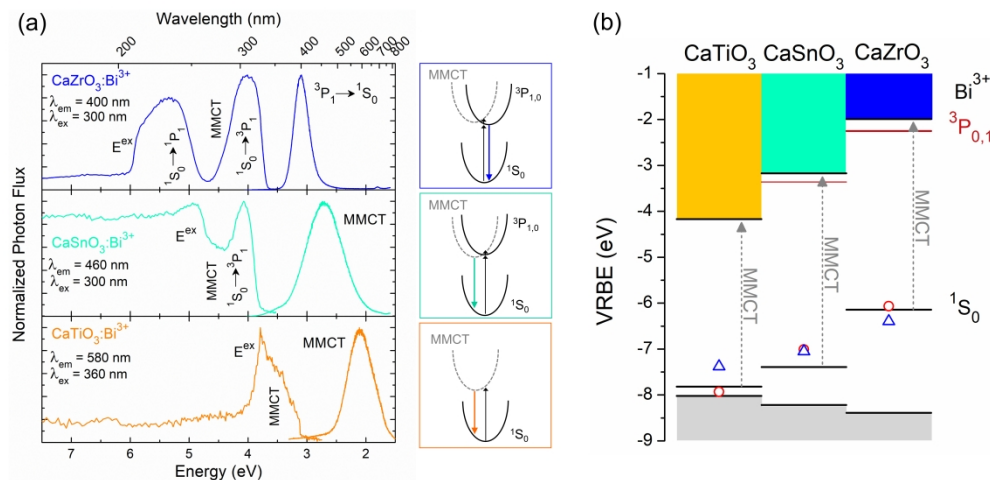 (a)
Wavelength (nm)
200 300 400 500 600 700 800
CaZrO3:Bi3+
λem = 400 nm
λex = 300 nm
Eex
1S0→1P1
MMCT
1S0→3P1
3P1→1S0
CaSnO3:Bi3+
λem = 460 nm
λex = 300 nm
Eex
MMCT
1S0→3P1
MMCT
CaTiO3:Bi3+
λem = 580 nm
λex = 360 nm
Eex
MMCT
MMCT
Normalized Photon Flux
7 6 5 4 3 2
Energy (eV)
MMCT
3P1,0
1S0
MMCT
3P1,0
1S0
MMCT
1S0
(b)
CaTiO3 CaSnO3 CaZrO3
Bi3+
3P0,1
1S0
MMCT
MMCT
MMCT
VRBE (eV)
-1
-2
-3
-4
-5
-6
-7
-8
-9